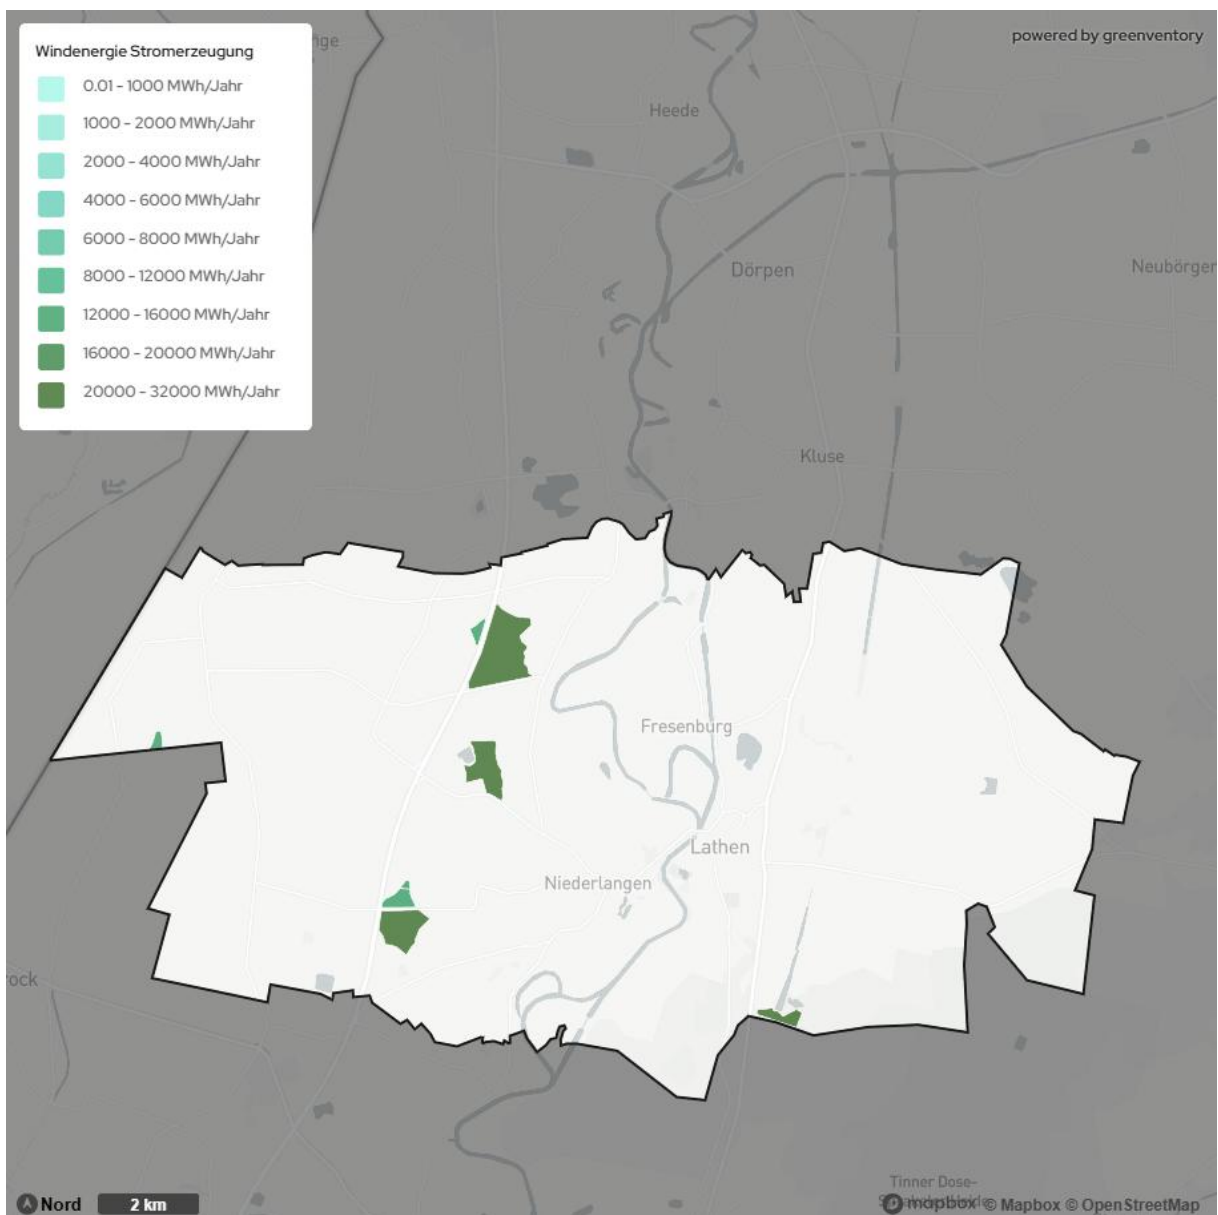 Windenergie Stromerzeugung
0.01 - 1000 MWh/Jahr
1000 - 2000 MWh/Jahr
2000 - 4000 MWh/Jahr
4000 - 6000 MWh/Jahr
6000 - 8000 MWh/Jahr
8000 - 12000 MWh/Jahr
12000 - 16000 MWh/Jahr
16000 - 20000 MWh/Jahr
20000 - 32000 MWh/Jahr
powered by greenventory
Heede
Dörpen
Neubörger
Kluse
Fresenburg
Lathen
Niederlangen
rock
Tinner Dose-
Nord
2 km
mapbox © Mapbox © OpenStreetMap